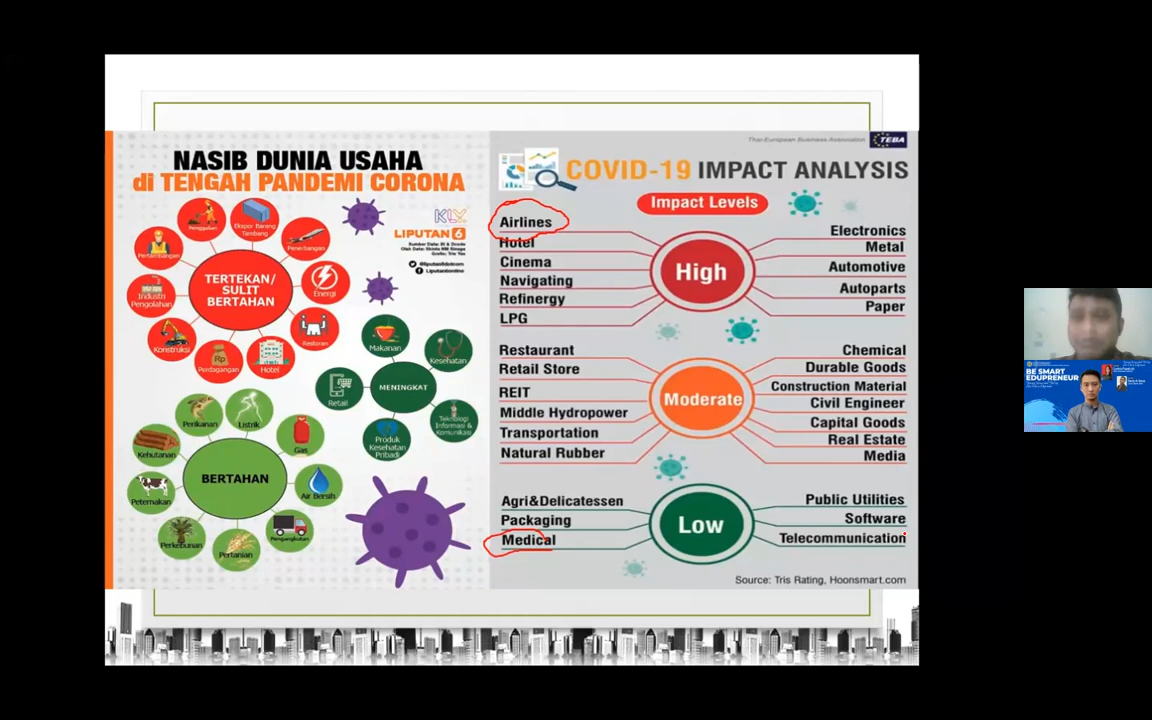 NASIB DUNIA USAHA
di TENGAH PANDEMI CORONA
KLY
LIPUTAN 6
@liputan6dotcom
Liputan6online
Penggalian
Ekspor Barang
Tambang
Penerbangan
Pertambangan
Energi
Industri
Pengolahan
Restoran
Konstruksi
Rp
Perdagangan
Hotel
TERTEKAN/
SULIT
BERTAHAN
Makanan
Kesehatan
Retail
MENINGKAT
Teknologi
Informasi &
Komunikasi
Produk
Kesehatan
Pribadi
Perikanan
Listrik
Kehutanan
Gas
BERTAHAN
Peternakan
Air Bersih
Perkebunan
Pertanian
Pengangkutan
Thai-European Business Association
TEBA
COVID-19 IMPACT ANALYSIS
Impact Levels
Airlines
Hotel
Cinema
Navigating
Refinergy
LPG
High
Electronics
Metal
Automotive
Autoparts
Paper
Restaurant
Retail Store
REIT
Middle Hydropower
Transportation
Natural Rubber
Moderate
Chemical
Durable Goods
Construction Material
Civil Engineer
Capital Goods
Real Estate
Media
Agri&Delicatessen
Packaging
Medical
Low
Public Utilities
Software
Telecommunication
Source: Tris Rating, Hoonsmart.com
BE SMART
EDUPRENEUR